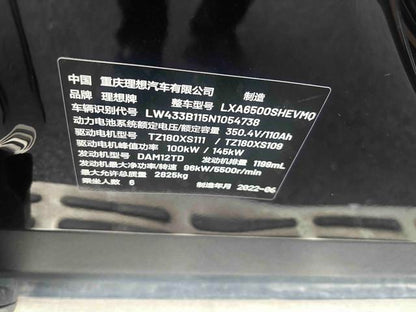 中国 重庆理想汽车有限公司 制造
品牌 理想牌 整车型号 LXA6500SHEVM0
车辆识别代号 LW433B115N1054739
动力电池系统额定电压/额定容量 350.4V/110Ah
驱动电机型号 TZ180XS111 / TZ180XS109
驱动电机峰值功率 100kW / 145kW
发动机型号 DAM12TD 发动机排量 1199mL
发动机最大净功率/转速 96kW/5500r/min
最大允许总质量 2825kg
乘坐人数 6 制造年月 2022-06